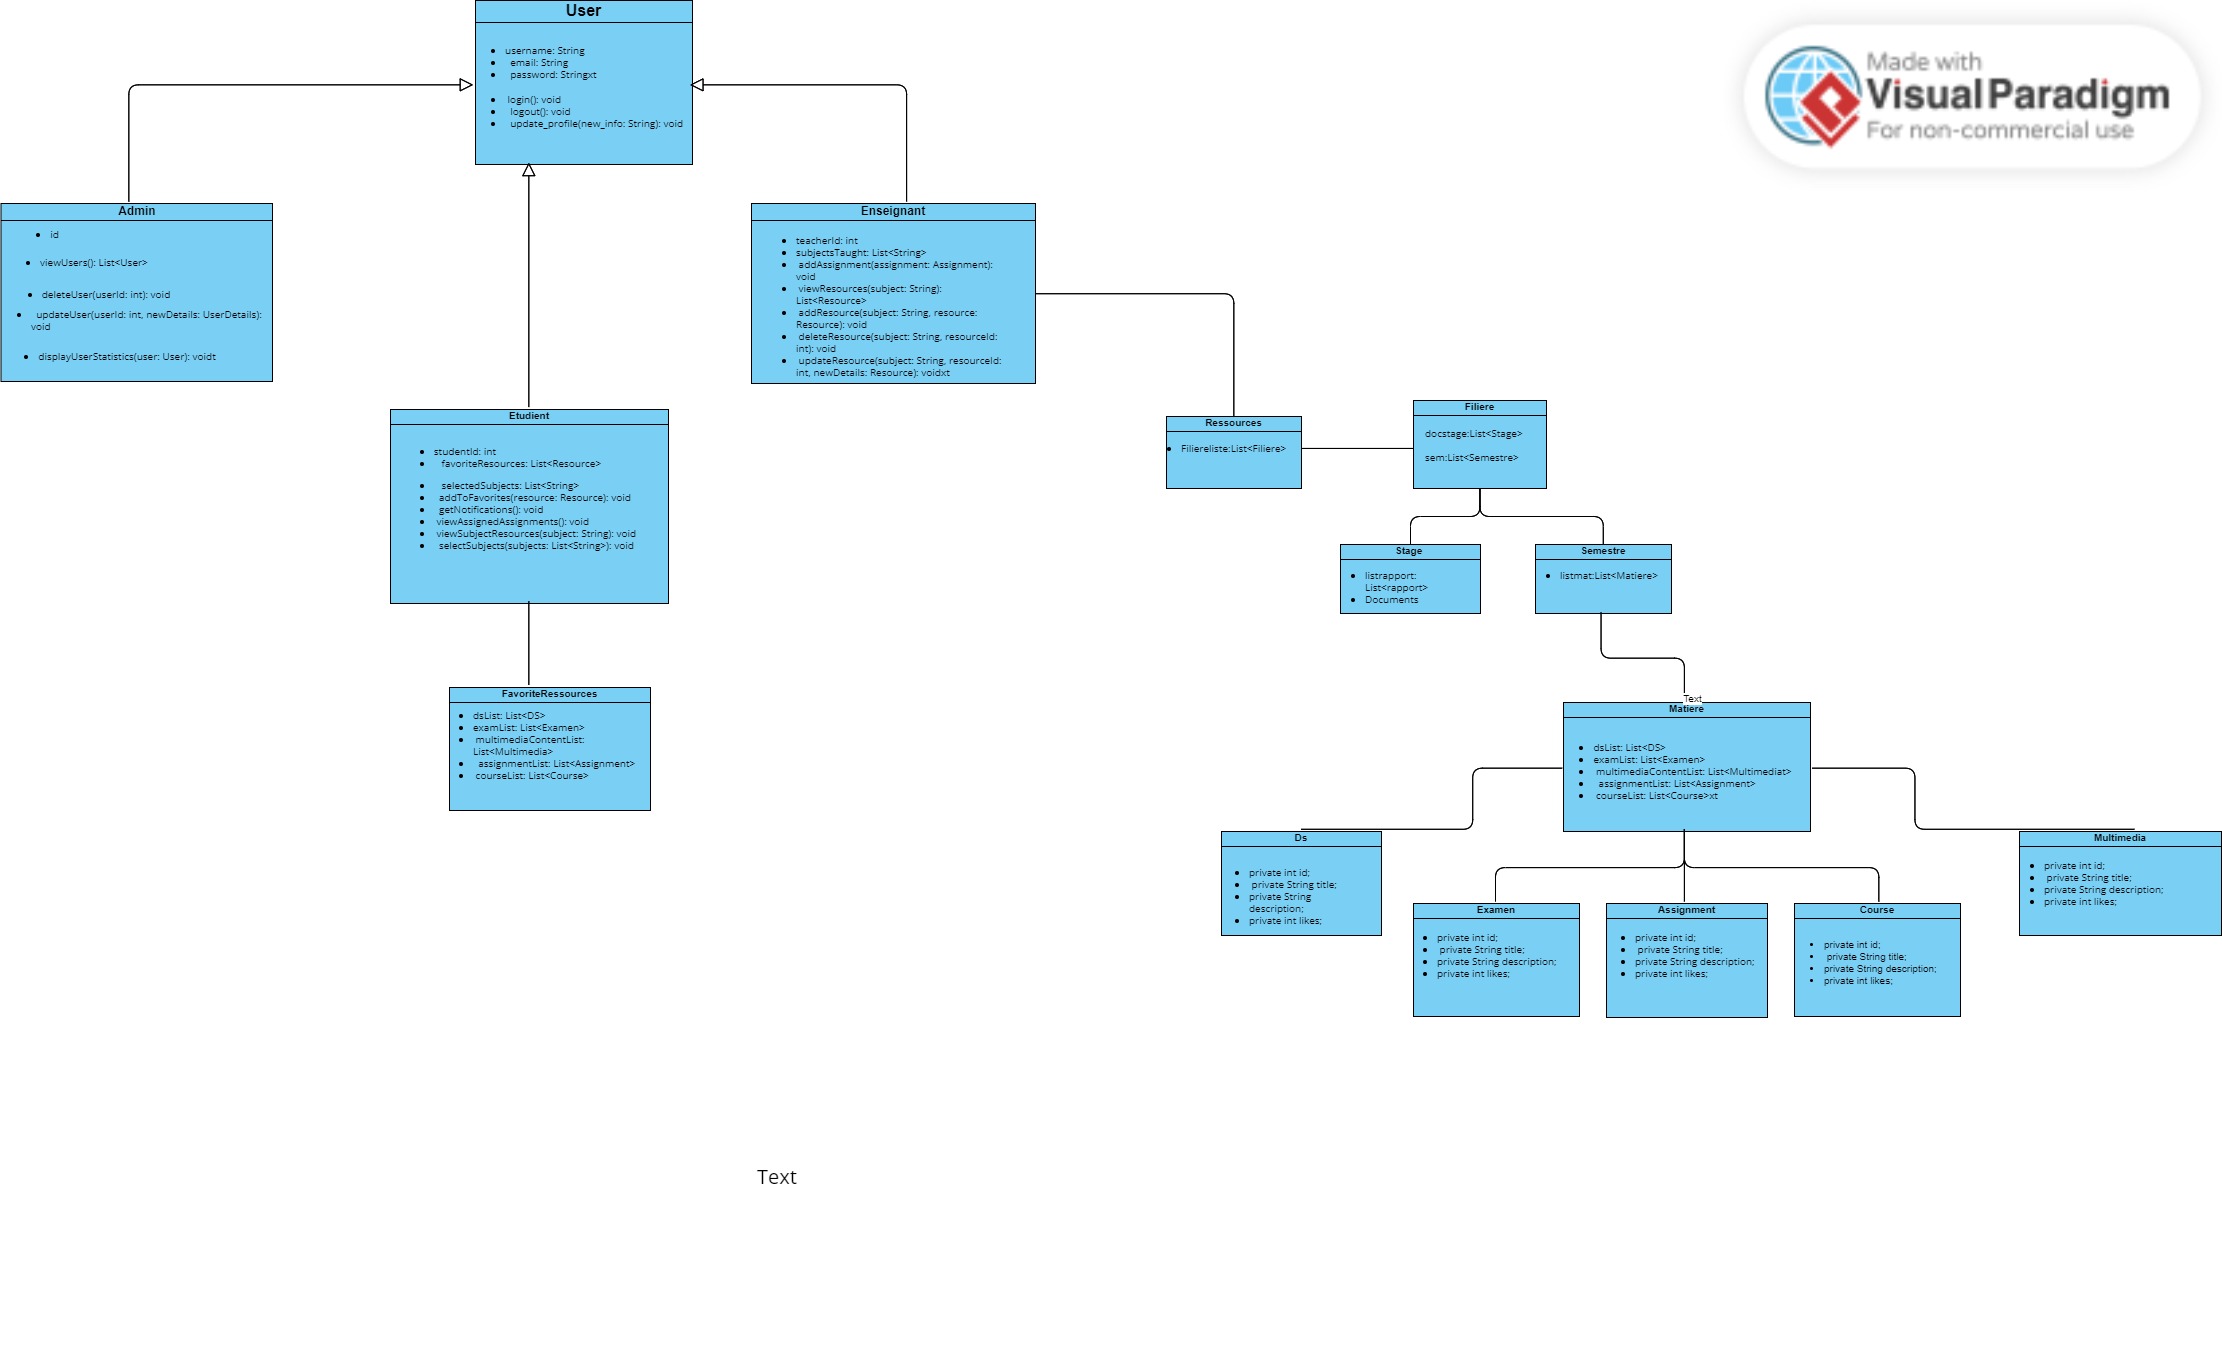 User
username: String
email: String
password: Stringxt
login(): void
logout(): void
update_profile(new_info: String): void
Made with
Visual Paradigm
For non-commercial use
Admin
id
viewUsers(): List<User>
deleteUser(userId: int): void
updateUser(userId: int, newDetails: UserDetails):
void
displayUserStatistics(user: User): voidt
Enseignant
teacherId: int
subjectsTaught: List<String>
addAssignment(assignment: Assignment):
void
viewResources(subject: String):
List<Resource>
addResource(subject: String, resource:
Resource): void
deleteResource(subject: String, resourceId:
int): void
updateResource(subject: String, resourceId:
int, newDetails: Resource): voidxt
Etudient
studentId: int
favoriteResources: List<Resource>
selectedSubjects: List<String>
addToFavorites(resource: Resource): void
getNotifications(): void
viewAssignedAssignments(): void
viewSubjectResources(subject: String): void
selectSubjects(subjects: List<String>): void
Ressources
Filiereliste:List<Filiere>
Filiere
docstage:List<Stage>
sem:List<Semestre>
Stage
listrapport:
List<rapport>
Documents
Semestre
listmat:List<Matiere>
FavoriteRessources
dsList: List<DS>
examList: List<Examen>
multimediaContentList:
List<Multimedia>
assignmentList: List<Assignment>
courseList: List<Course>
Text
Matiere
dsList: List<DS>
examList: List<Examen>
multimediaContentList: List<Multimediat>
assignmentList: List<Assignment>
courseList: List<Course>xt
Ds
private int id;
private String title;
private String
description;
private int likes;
Multimedia
private int id;
private String title;
private String description;
private int likes;
Examen
private int id;
private String title;
private String description;
private int likes;
Assignment
private int id;
private String title;
private String description;
private int likes;
Course
private int id;
private String title;
private String description;
private int likes;
Text